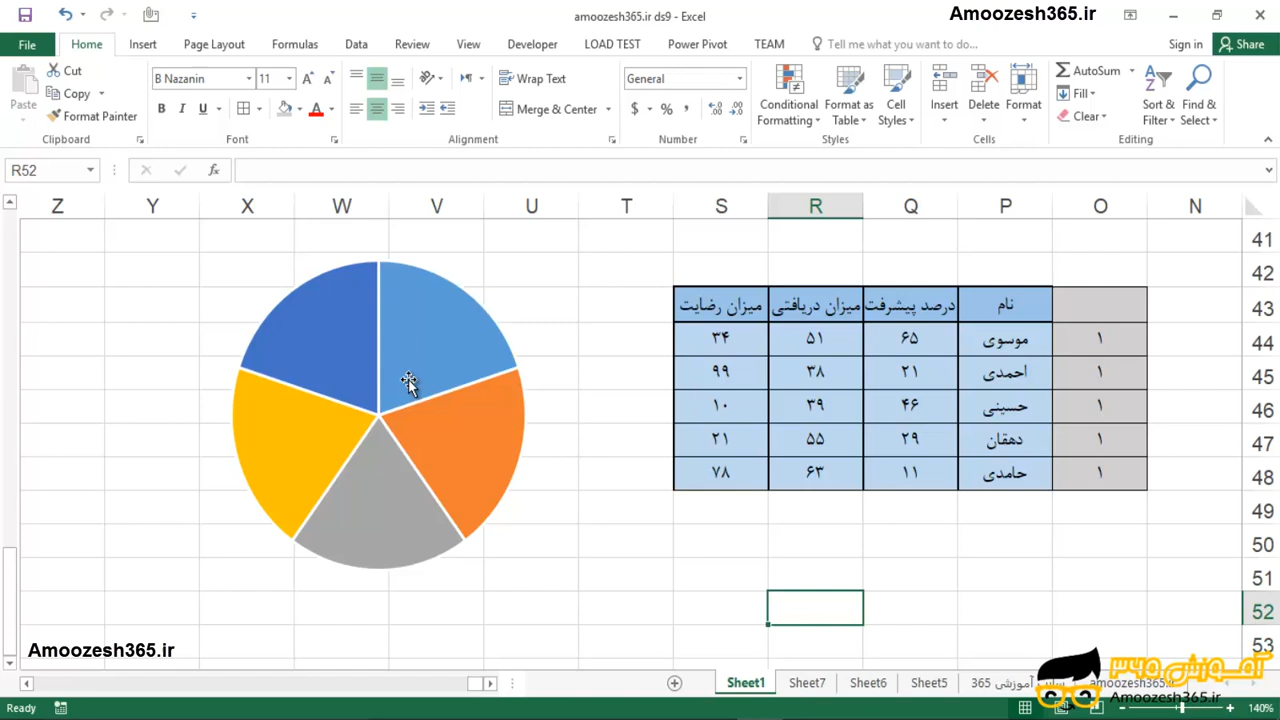 amoozesh365.ir ds9 - Excel
Amoozesh365.ir
File Home Insert Page Layout Formulas Data Review View Developer LOAD TEST Power Pivot TEAM Tell me what you want to do... Sign in Share
Paste
Cut
Copy
Format Painter
Clipboard
B Nazanin 11
B I U
Font
Wrap Text
Merge & Center
Alignment
General
$ % ,
Number
Conditional Formatting
Format as Table
Cell Styles
Styles
Insert Delete Format
Cells
AutoSum
Fill
Clear
Sort & Filter
Find & Select
Editing
R52
fx
Z Y X W V U T S R Q P O N
41
42
نام درصد پیشرفت میزان دریافتی میزان رضایت
43
۱ موسوی ۶۵ ۵۱ ۳۴
44
۱ احمدی ۲۱ ۳۸ ۹۹
45
۱ حسینی ۴۶ ۳۹ ۱۰
46
۱ دهقان ۲۹ ۵۵ ۲۱
47
۱ حامدی ۱۱ ۶۳ ۷۸
48
49
50
51
52
53
Amoozesh365.ir
Sheet1 Sheet7 Sheet6 Sheet5
آموزش ۳۶۵
Amoozesh365.ir
Ready
140%